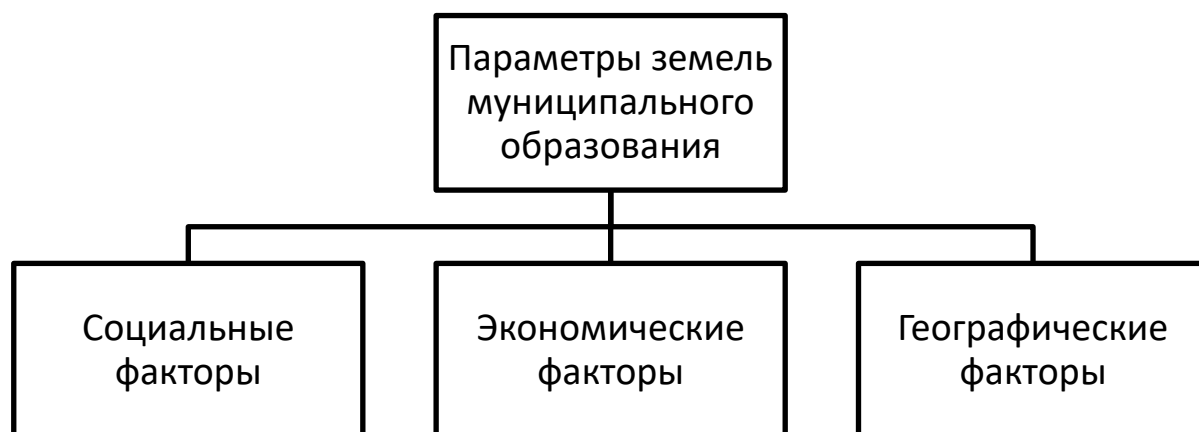 Параметры земель
муниципального
образования
Социальные
факторы
Экономические
факторы
Географические
факторы